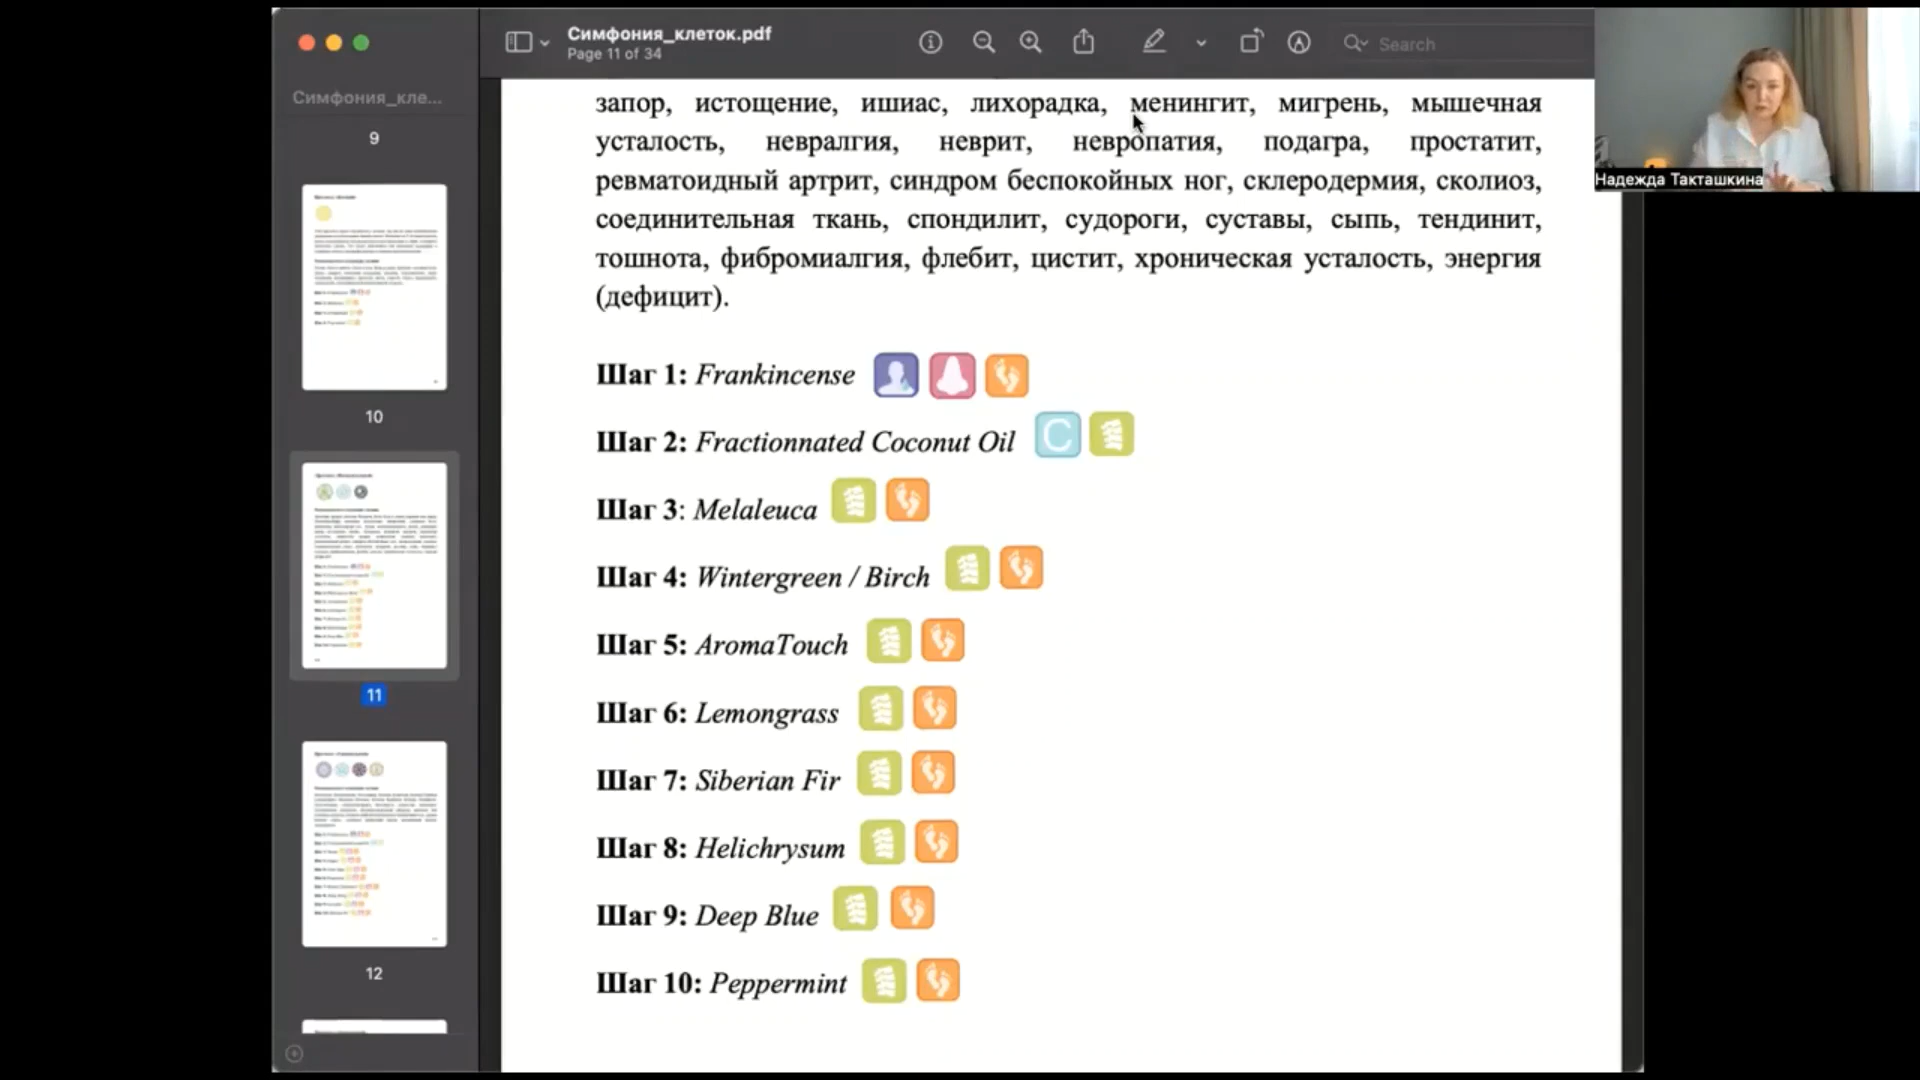 Симфония_клеток.pdf
Page 11 of 34
Search
Симфония_кле...
9
10
11
12
запор, истощение, ишиас, лихорадка, менингит, мигрень, мышечная
усталость, невралгия, неврит, невропатия, подагра, простатит,
ревматоидный артрит, синдром беспокойных ног, склеродермия, сколиоз,
соединительная ткань, спондилит, судороги, суставы, сыпь, тендинит,
тошнота, фибромиалгия, флебит, цистит, хроническая усталость, энергия
(дефицит).
Шаг 1: Frankincense
Шаг 2: Fractionnated Coconut Oil C
Шаг 3: Melaleuca
Шаг 4: Wintergreen / Birch
Шаг 5: AromaTouch
Шаг 6: Lemongrass
Шаг 7: Siberian Fir
Шаг 8: Helichrysum
Шаг 9: Deep Blue
Шаг 10: Peppermint
Надежда Такташкина